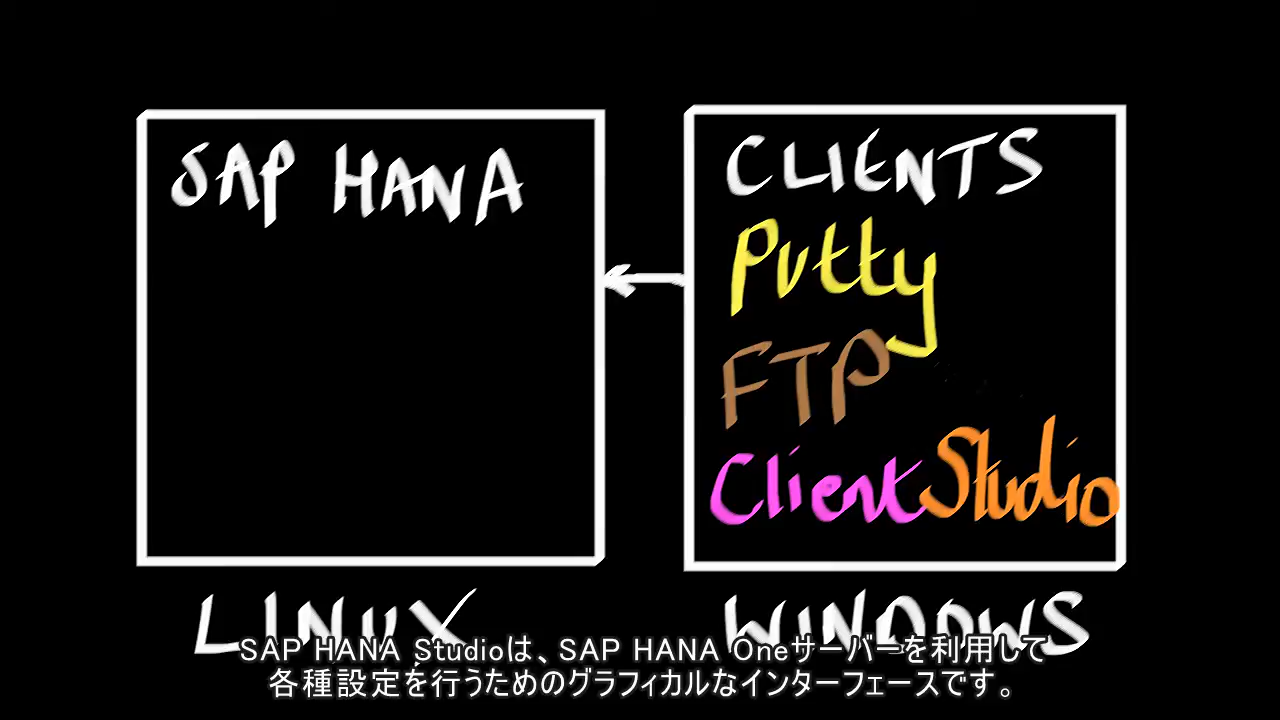 SAP HANA
CLIENTS
Putty
FTP
Client Studio
LINUX
WINDOWS
SAP HANA Studioは、SAP HANA Oneサーバーを利用して
各種設定を行うためのグラフィカルなインターフェースです。